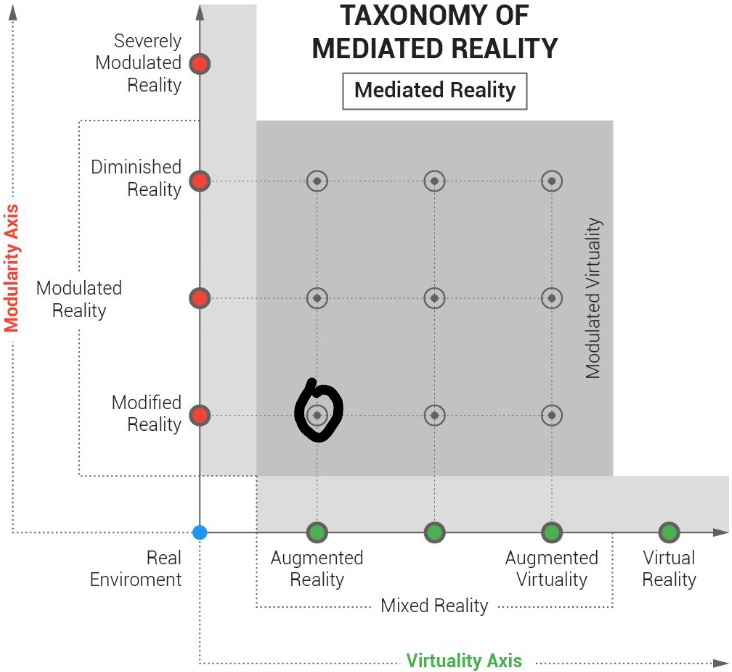 TAXONOMY OF
MEDIATED REALITY
Mediated Reality
Severely
Modulated
Reality
Diminished
Reality
Modularity Axis
Modulated
Reality
Modulated Virtuality
Modified
Reality
Real
Enviroment
Augmented
Reality
Augmented
Virtuality
Virtual
Reality
Mixed Reality
Virtuality Axis